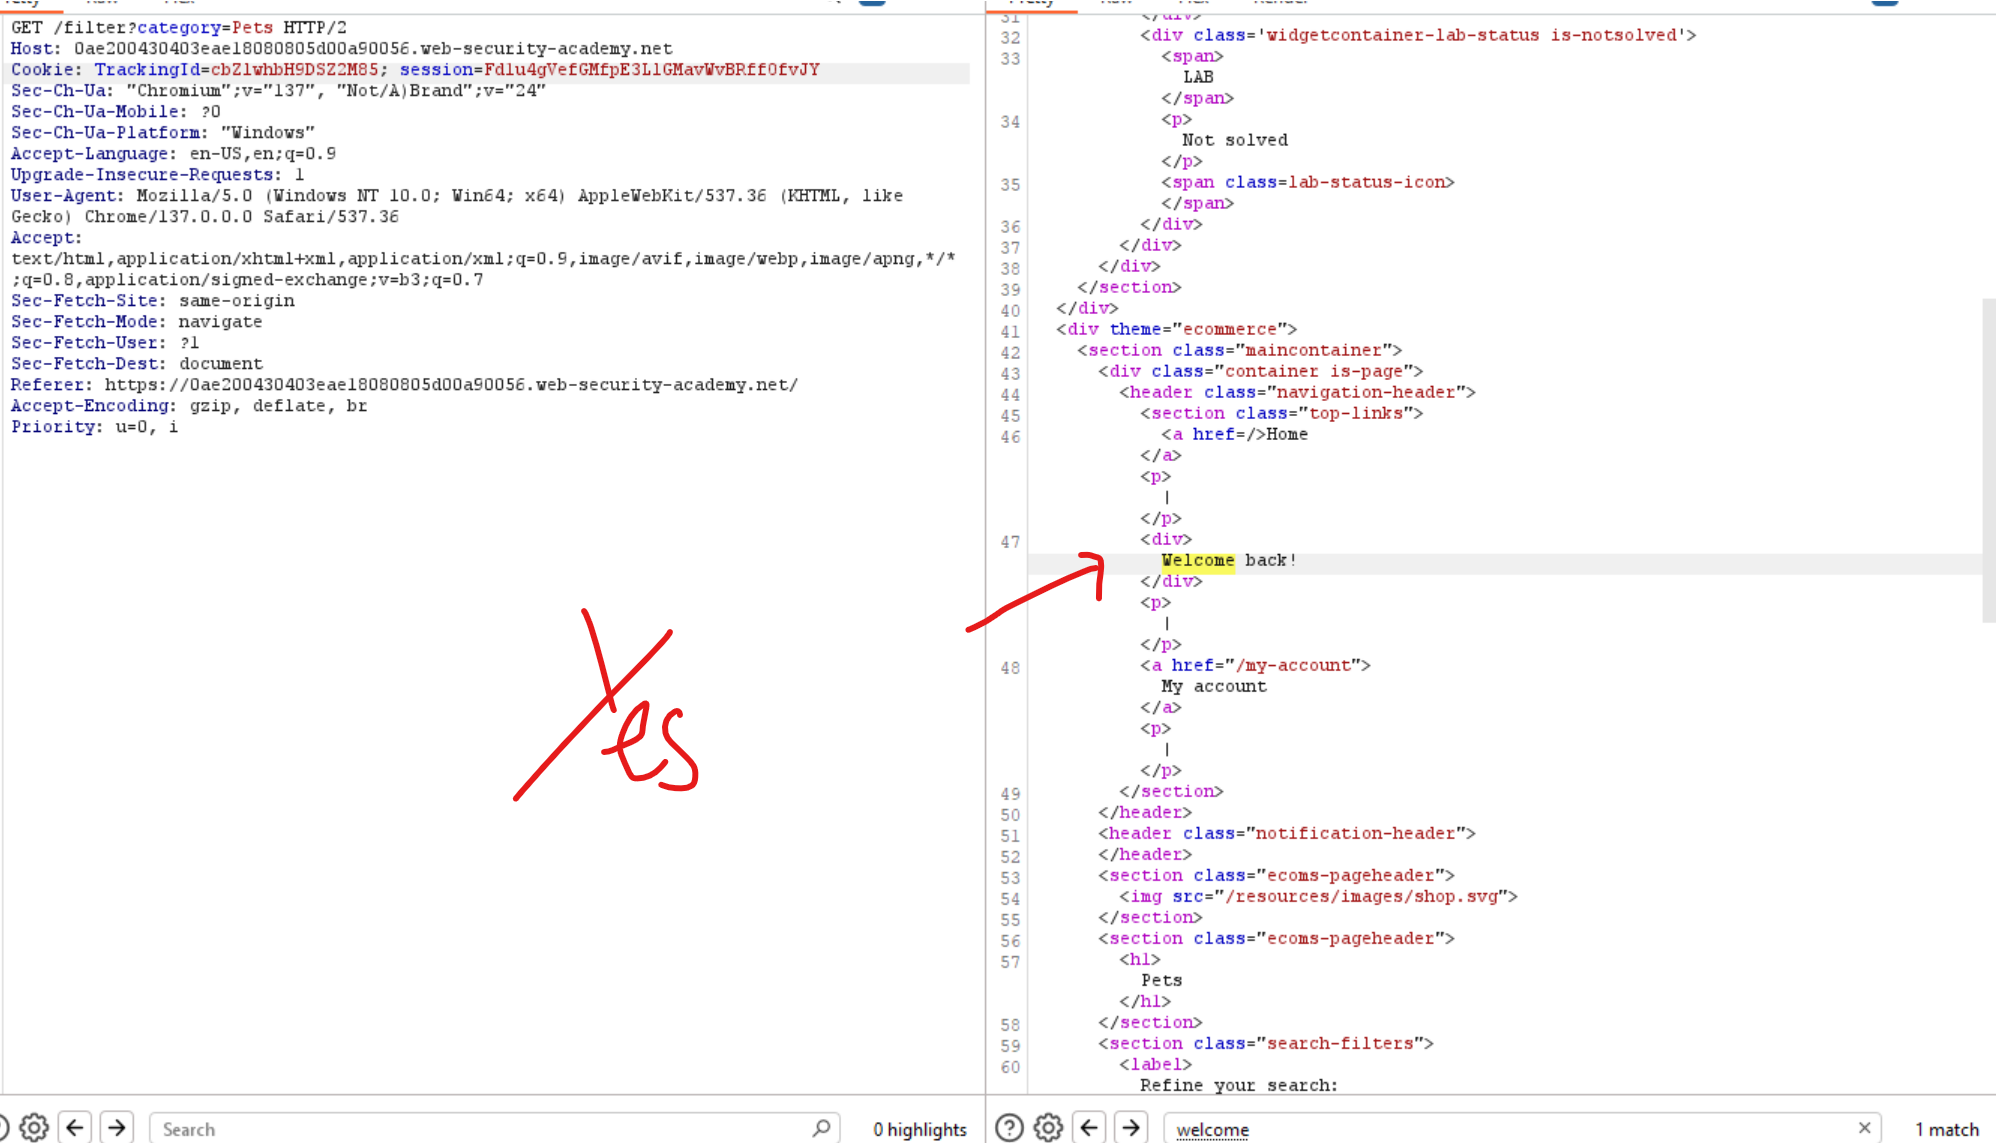 GET /filter?category=Pets HTTP/2
Host: 0ae200430403eae18080805d00a90056.web-security-academy.net
Cookie: TrackingId=cbZlwhbH9DSZ2M85; session=Fdlu4gVefGMfpE3LlGMavWvBRff0fvJY
Sec-Ch-Ua: "Chromium";v="137", "Not/A)Brand";v="24"
Sec-Ch-Ua-Mobile: ?0
Sec-Ch-Ua-Platform: "Windows"
Accept-Language: en-US,en;q=0.9
Upgrade-Insecure-Requests: 1
User-Agent: Mozilla/5.0 (Windows NT 10.0; Win64; x64) AppleWebKit/537.36 (KHTML, like
Gecko) Chrome/137.0.0.0 Safari/537.36
Accept:
text/html,application/xhtml+xml,application/xml;q=0.9,image/avif,image/webp,image/apng,*/*
;q=0.8,application/signed-exchange;v=b3;q=0.7
Sec-Fetch-Site: same-origin
Sec-Fetch-Mode: navigate
Sec-Fetch-User: ?1
Sec-Fetch-Dest: document
Referer: https://0ae200430403eae18080805d00a90056.web-security-academy.net/
Accept-Encoding: gzip, deflate, br
Priority: u=0, i
Yes
Search
0 highlights
31 </div>
32 <div class='widgetcontainer-lab-status is-notsolved'>
33 <span>
LAB
</span>
34 <p>
Not solved
</p>
35 <span class=lab-status-icon>
</span>
36 </div>
37 </div>
38 </div>
39 </section>
40 </div>
41 <div theme="ecommerce">
42 <section class="maincontainer">
43 <div class="container is-page">
44 <header class="navigation-header">
45 <section class="top-links">
46 <a href=/>Home
</a>
<p>
|
</p>
47 <div>
Welcome back!
</div>
<p>
|
</p>
48 <a href="/my-account">
My account
</a>
<p>
|
</p>
49 </section>
50 </header>
51 <header class="notification-header">
52 </header>
53 <section class="ecoms-pageheader">
54 <img src="/resources/images/shop.svg">
55 </section>
56 <section class="ecoms-pageheader">
57 <h1>
Pets
</h1>
58 </section>
59 <section class="search-filters">
60 <label>
Refine your search:
welcome
1 match